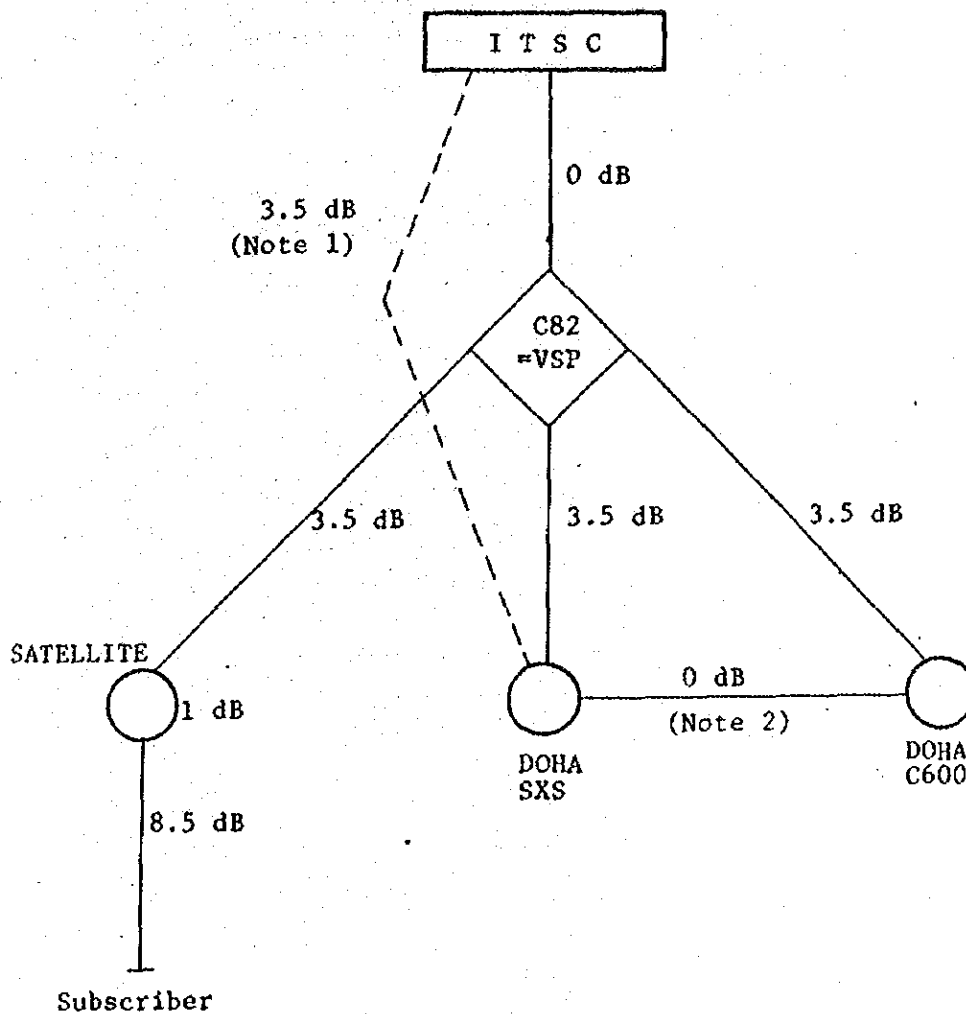 I T S C
0 dB
3.5 dB
(Note 1)
C82
=VSP
3.5 dB
3.5 dB
3.5 dB
SATELLITE
1 dB
0 dB
(Note 2)
DOHA
SXS
DOHA
C600
8.5 dB
Subscriber